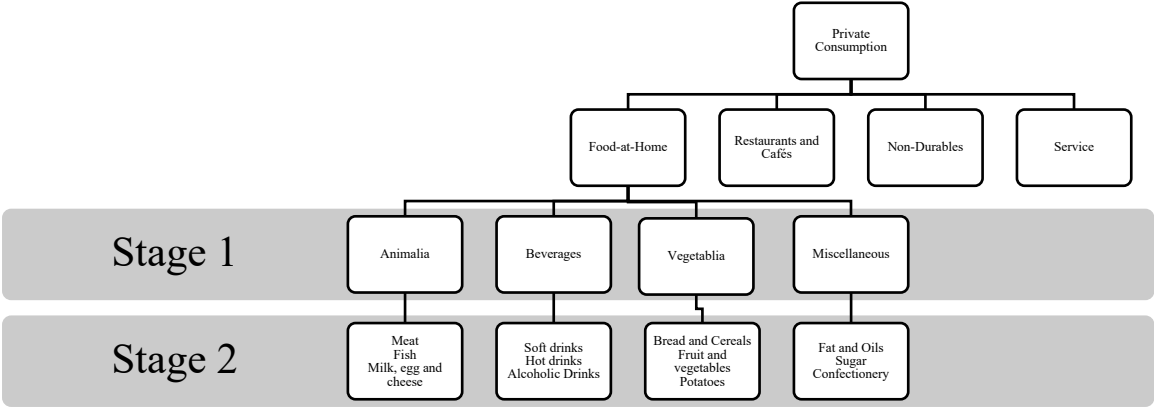 Private
Consumption
Food-at-Home
Restaurants and
Cafés
Non-Durables
Service
Stage 1
Animalia
Beverages
Vegetablia
Miscellaneous
Stage 2
Meat
Fish
Milk, egg and
cheese
Soft drinks
Hot drinks
Alcoholic Drinks
Bread and Cereals
Fruit and
vegetables
Potatoes
Fat and Oils
Sugar
Confectionery